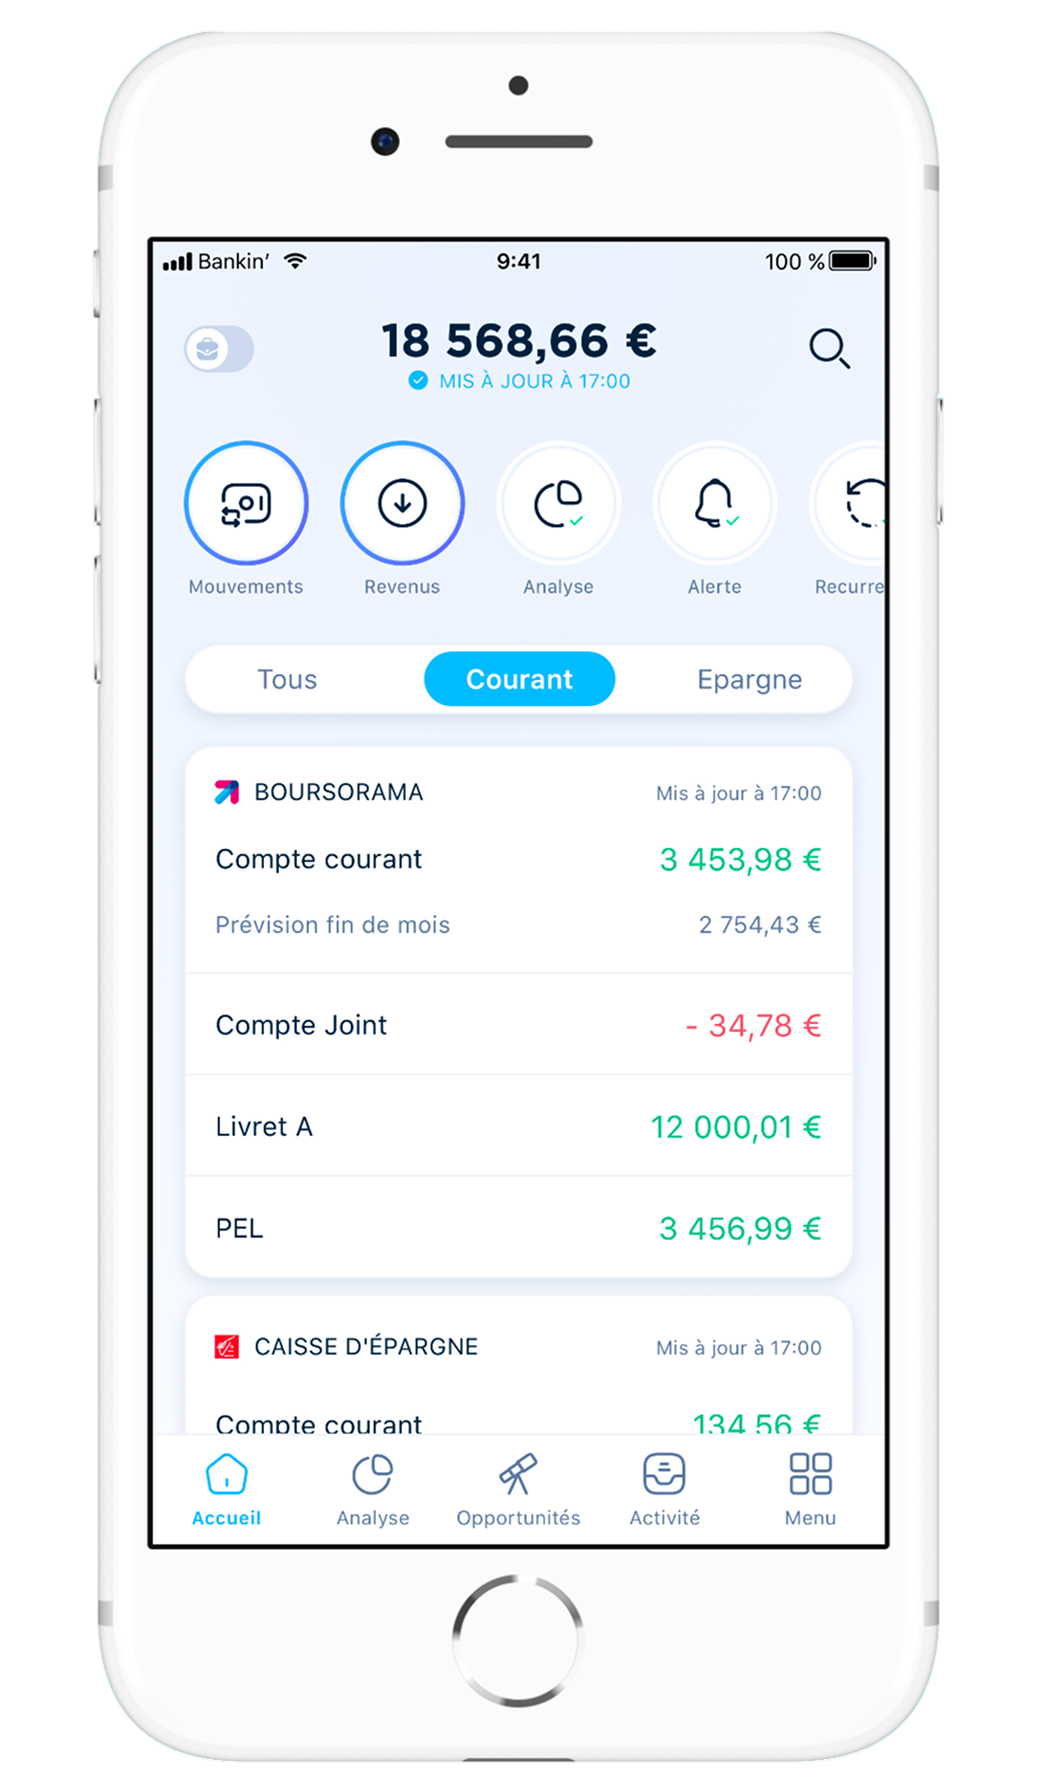 Bankin’ 9:41 100 %
18 568,66 €
MIS À JOUR À 17:00
Mouvements Revenus Analyse Alerte Recurre
Tous Courant Epargne
BOURSORAMA Mis à jour à 17:00
Compte courant 3 453,98 €
Prévision fin de mois 2 754,43 €
Compte Joint - 34,78 €
Livret A 12 000,01 €
PEL 3 456,99 €
CAISSE D'ÉPARGNE Mis à jour à 17:00
Compte courant 134,56 €
Accueil Analyse Opportunités Activité Menu